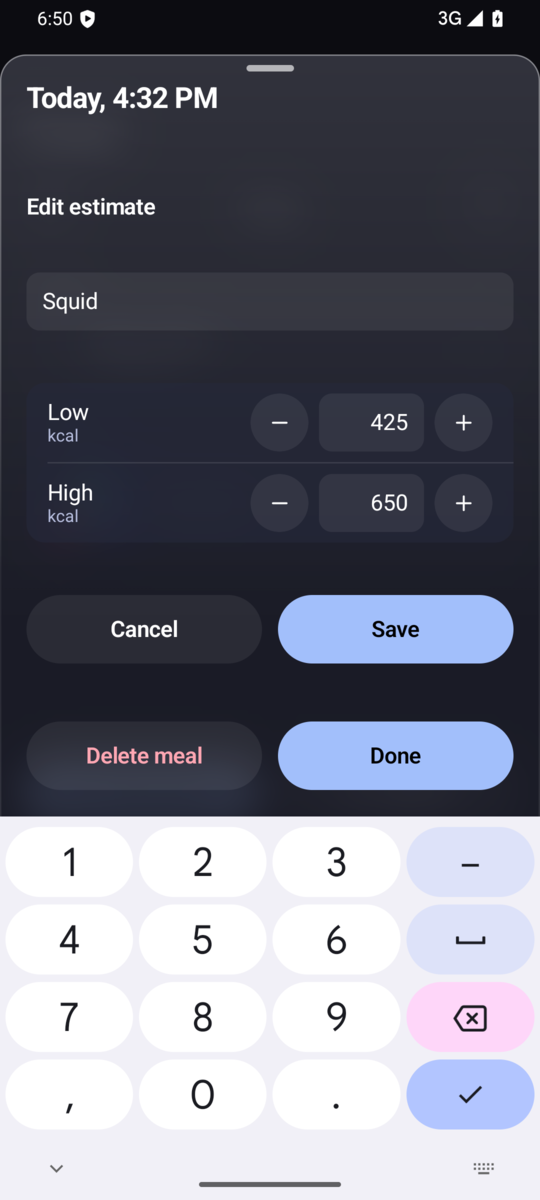 6:50 3G
Today, 4:32 PM
Edit estimate
Squid
Low
kcal
− 425 +
High
kcal
− 650 +
Cancel Save
Delete meal Done
1 2 3 −
4 5 6
7 8 9
, 0 .